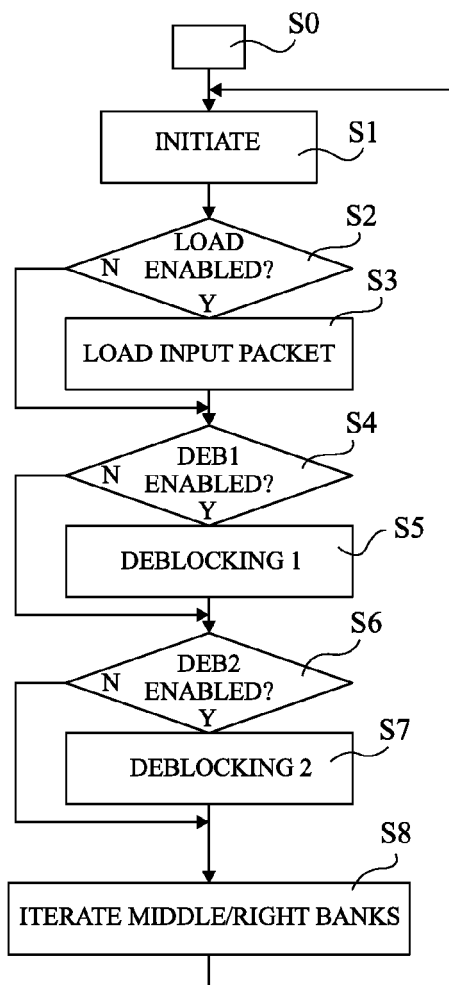 S0
INITIATE
S1
S2
LOAD
N ENABLED?
Y
S3
LOAD INPUT PACKET
S4
DEB1
N ENABLED?
Y
S5
DEBLOCKING 1
S6
DEB2
N ENABLED?
Y
S7
DEBLOCKING 2
S8
ITERATE MIDDLE/RIGHT BANKS